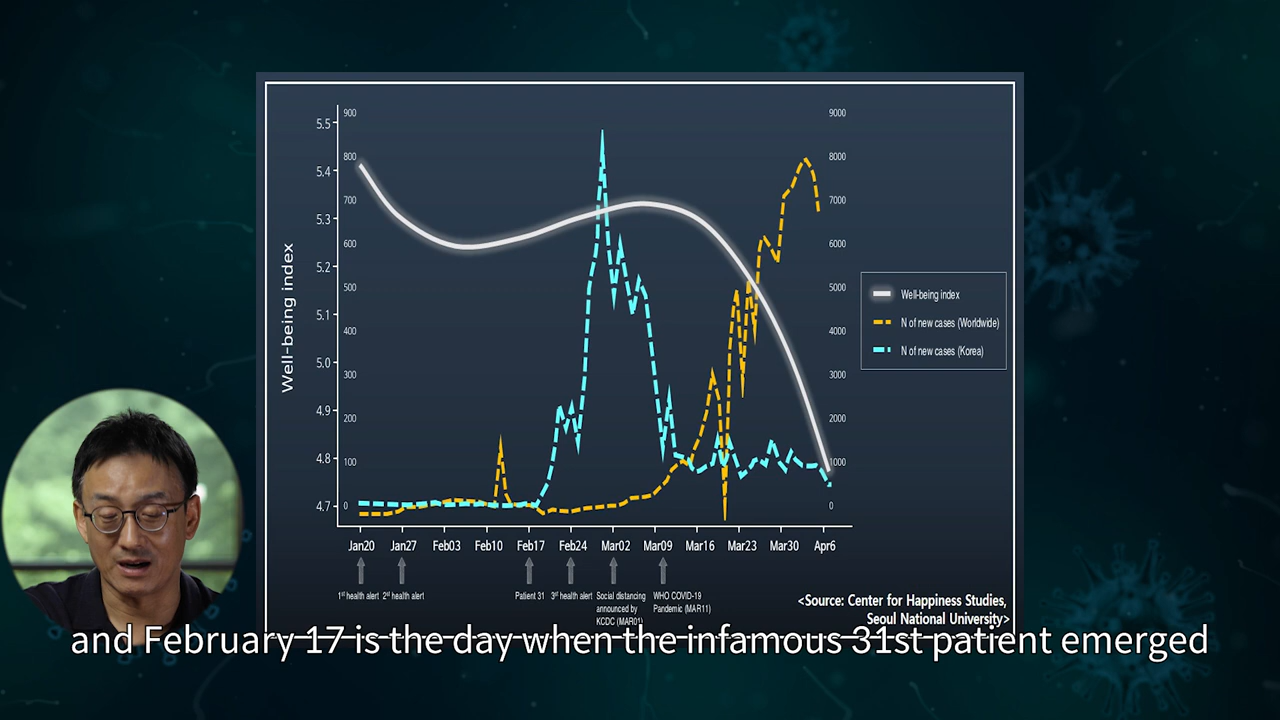 Well-being index
5.5
5.4
5.3
5.2
5.1
5.0
4.9
4.8
4.7
900
800
700
600
500
400
300
200
100
0
9000
8000
7000
6000
5000
4000
3000
2000
1000
0
Well-being index
N of new cases (Worldwide)
N of new cases (Korea)
Jan20 Jan27 Feb03 Feb10 Feb17 Feb24 Mar02 Mar09 Mar16 Mar23 Mar30 Apr6
1st health alert
2nd health alert
Patient 31
3rd health alert
Social distancing
announced by
KCDC (MAR01)
WHO COVID-19
Pandemic (MAR11)
<Source: Center for Happiness Studies,
Seoul National University>
and February 17 is the day when the infamous 31st patient emerged